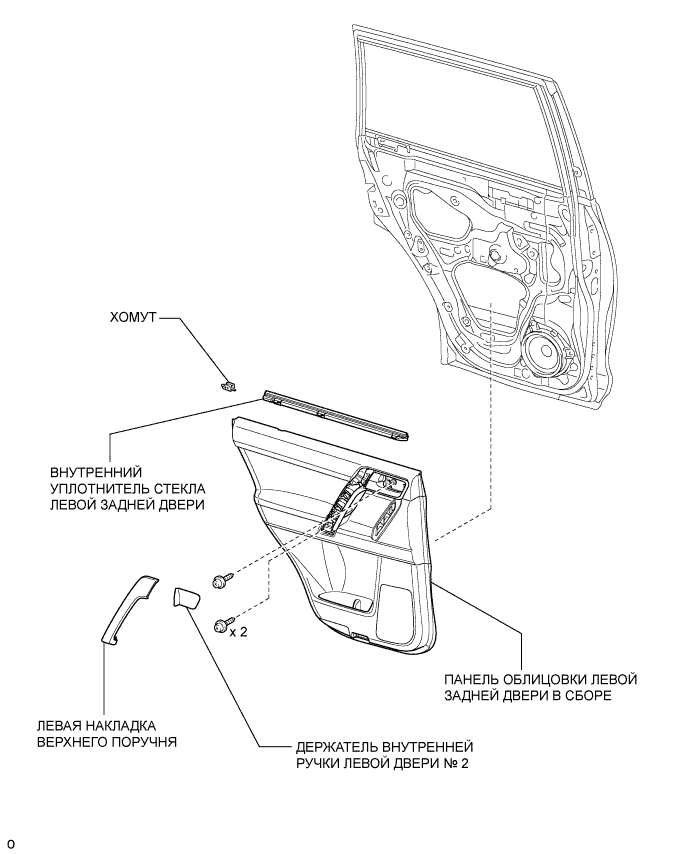 ХОМУТ
ВНУТРЕННИЙ
УПЛОТНИТЕЛЬ СТЕКЛА
ЛЕВОЙ ЗАДНЕЙ ДВЕРИ
x 2
ПАНЕЛЬ ОБЛИЦОВКИ ЛЕВОЙ
ЗАДНЕЙ ДВЕРИ В СБОРЕ
ЛЕВАЯ НАКЛАДКА
ВЕРХНЕГО ПОРУЧНЯ
ДЕРЖАТЕЛЬ ВНУТРЕННЕЙ
РУЧКИ ЛЕВОЙ ДВЕРИ № 2
O